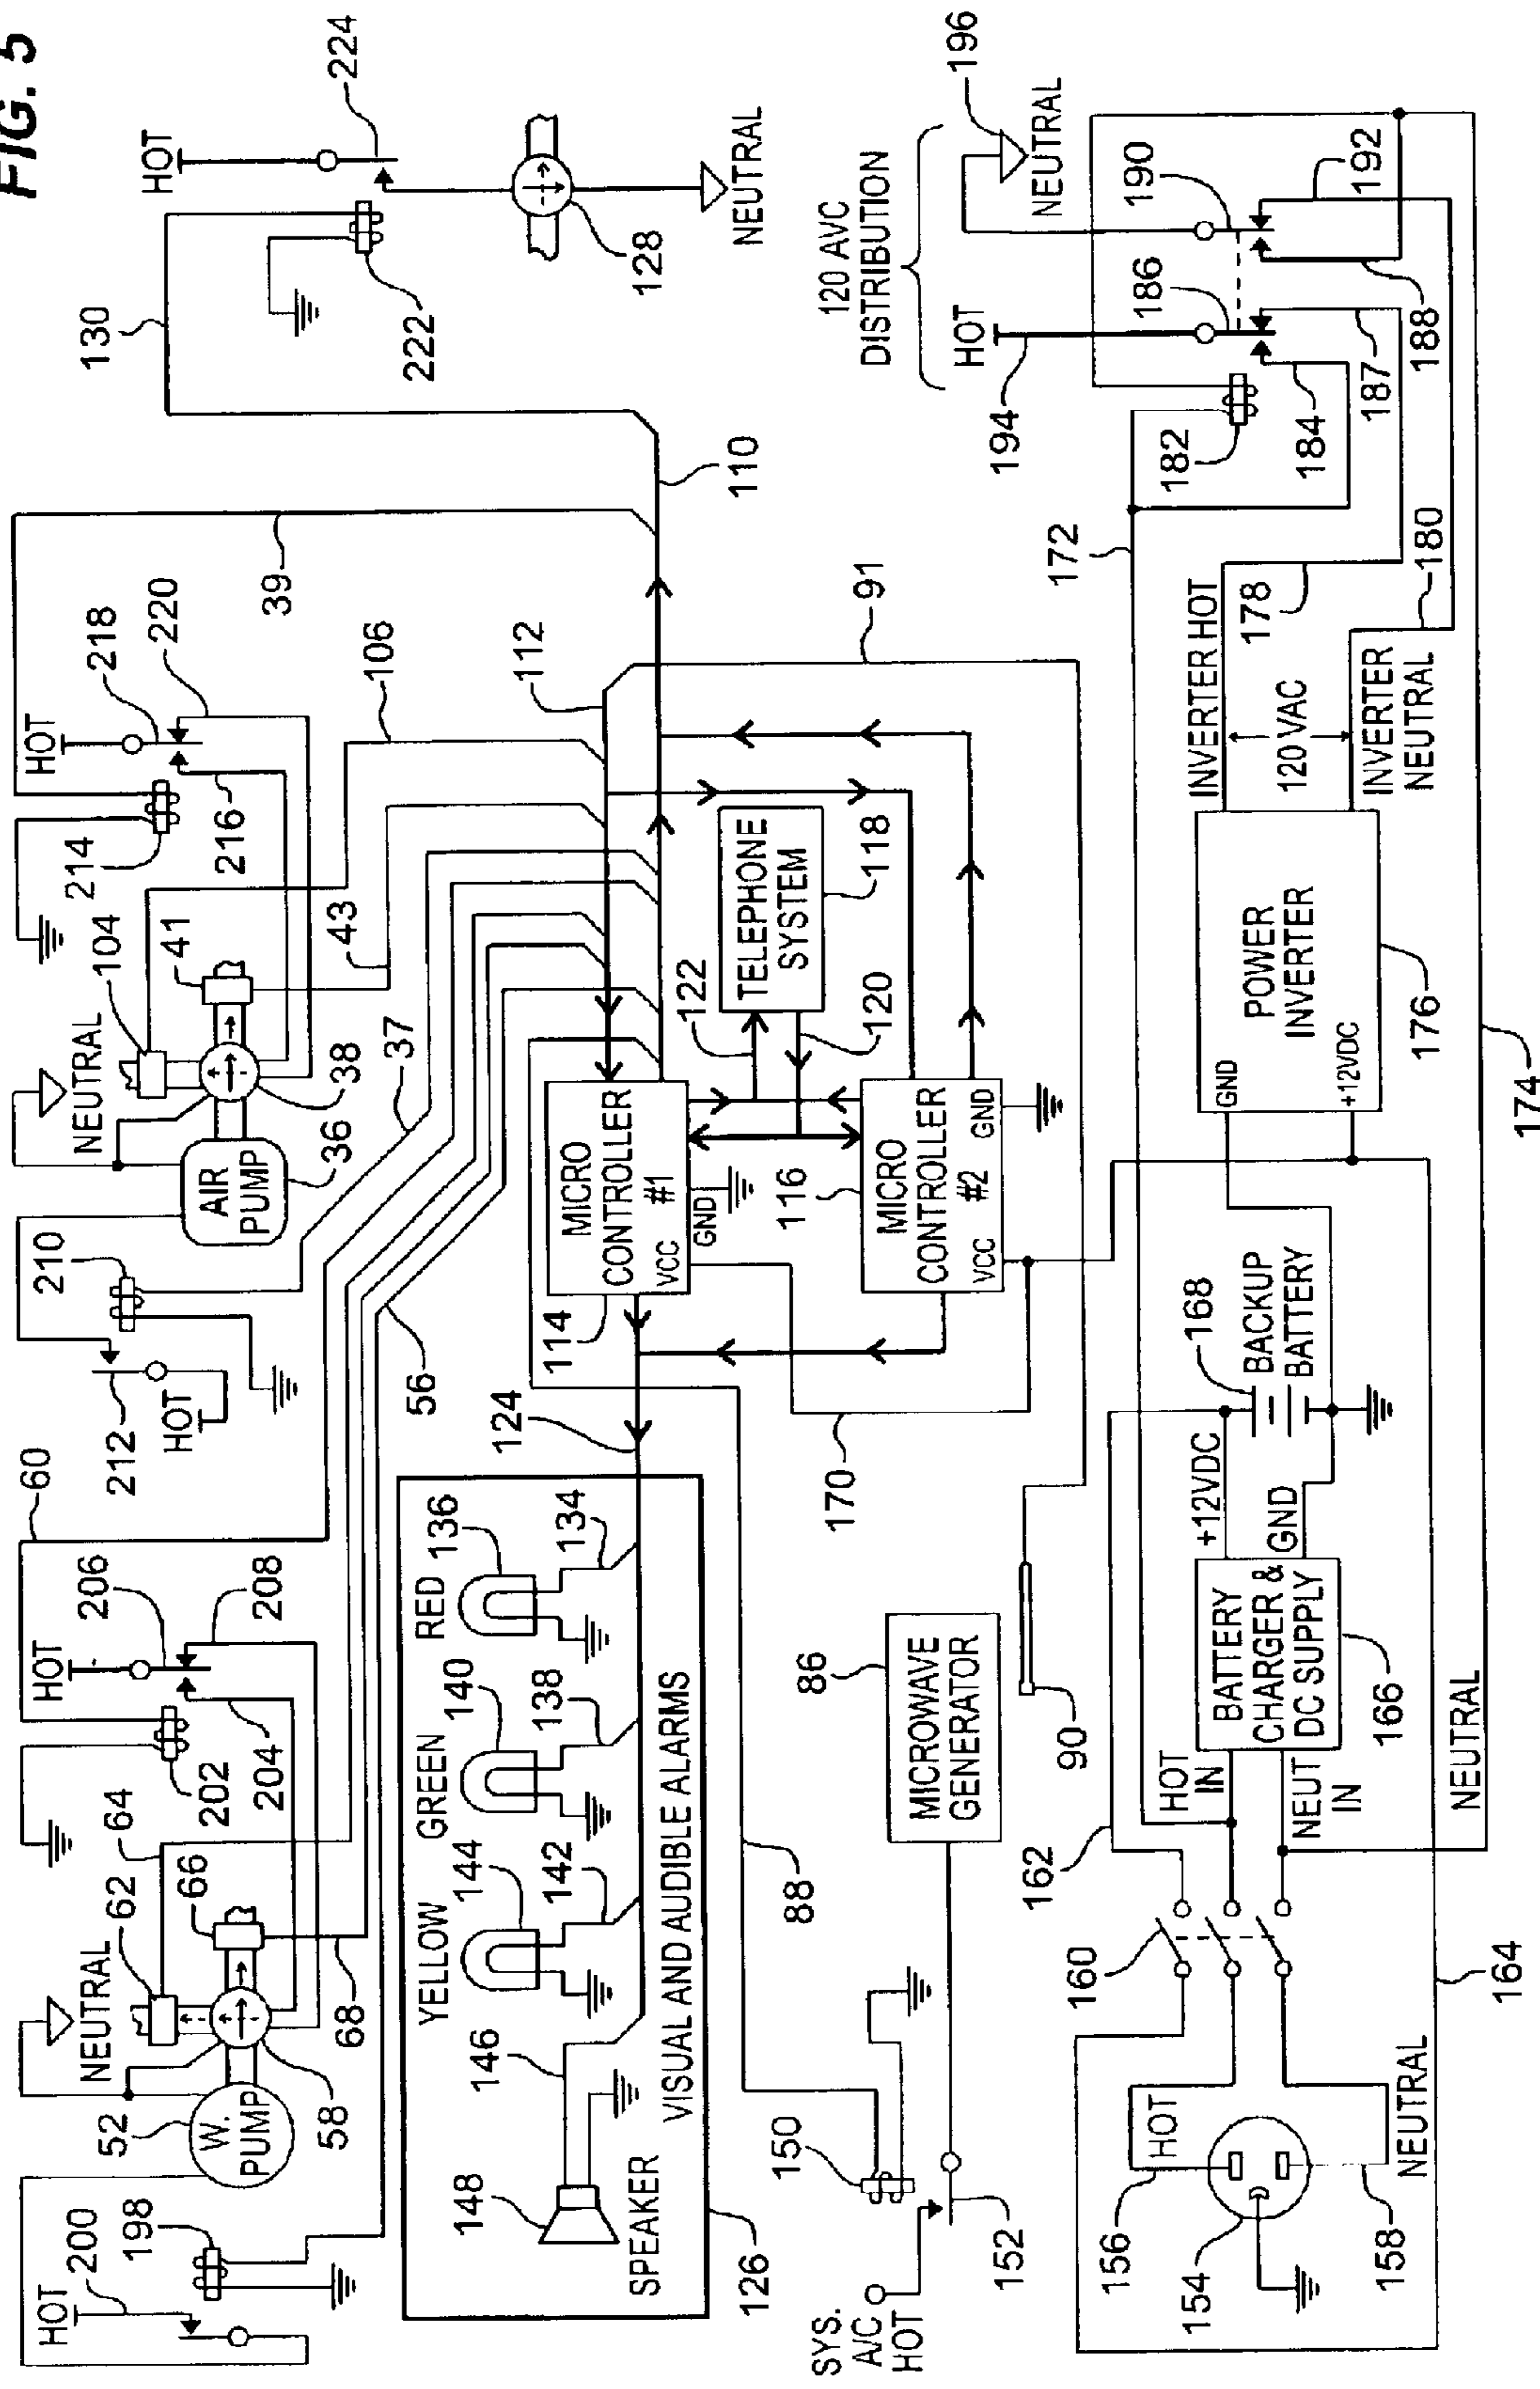 FIG. 5
HOT
200
198
52
W.
PUMP
NEUTRAL
62
64
66
58
68
202
204
HOT
206
208
60
212
HOT
210
AIR
PUMP
36
NEUTRAL
104
41
38
43
37
214
216
HOT
218
220
106
39
112
130
110
HOT
224
222
128
NEUTRAL
56
124
148
SPEAKER
146
YELLOW
144
142
GREEN
140
138
RED
136
134
VISUAL AND AUDIBLE ALARMS
126
114
MICRO
CONTROLLER
#1
VCC
GND
122
TELEPHONE
SYSTEM
118
120
116
MICRO
CONTROLLER
#2
VCC
GND
91
170
88
SYS.
A/C
HOT
150
152
MICROWAVE
GENERATOR
86
90
172
120 AVC
DISTRIBUTION
HOT
194
NEUTRAL
196
182
184
186
187
188
190
192
156
HOT
154
158
NEUTRAL
160
162
164
HOT
IN
NEUT
IN
BATTERY
CHARGER &
DC SUPPLY
166
+12VDC
GND
168
BACKUP
BATTERY
NEUTRAL
GND
+12VDC
POWER
INVERTER
176
174
INVERTER HOT
120 VAC
INVERTER
NEUTRAL
178
180